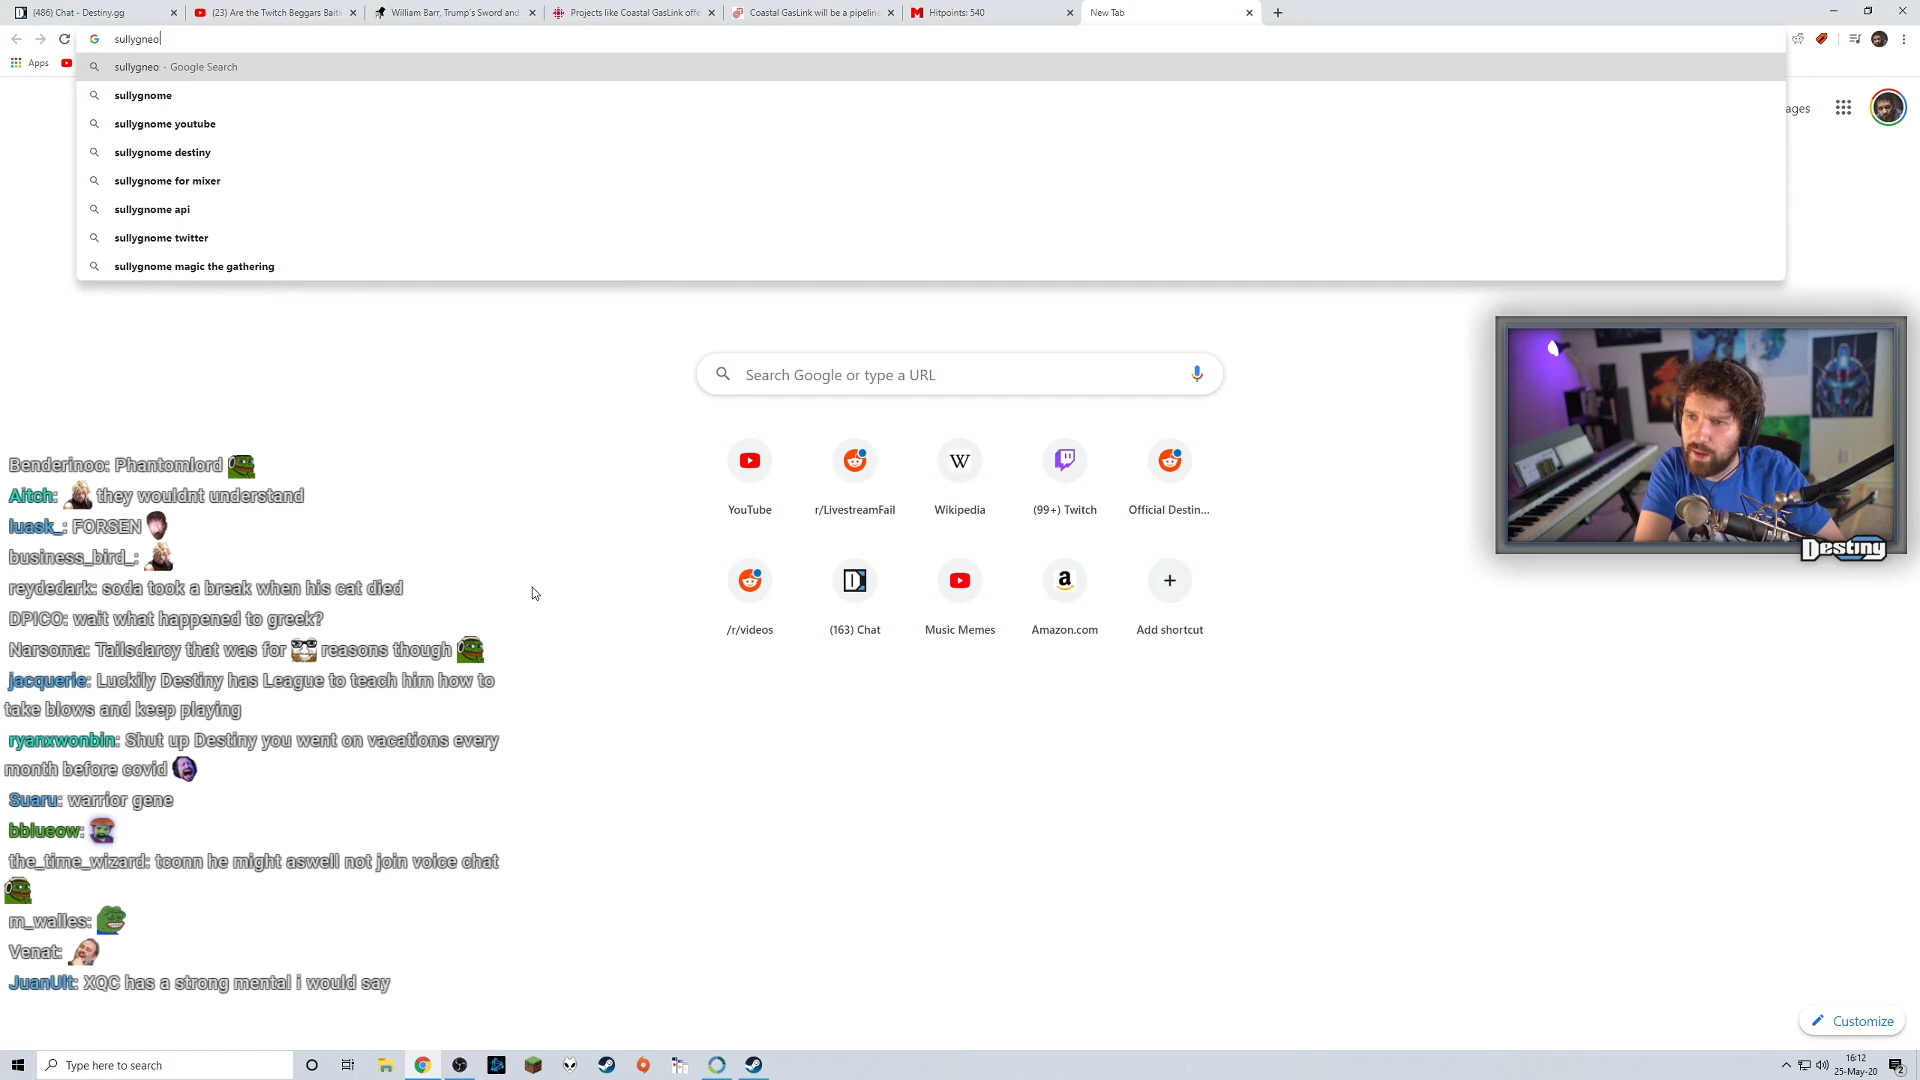 (486) Chat - Destiny.gg
(23) Are the Twitch Beggars Baitin
William Barr, Trump's Sword and
Projects like Coastal GasLink offe
Coastal GasLink will be a pipeline
Hitpoints: 540
New Tab
sullygneo
Apps
sullygneo - Google Search
sullygnome
sullygnome youtube
sullygnome destiny
sullygnome for mixer
sullygnome api
sullygnome twitter
sullygnome magic the gathering
ages
Search Google or type a URL
YouTube
r/LivestreamFail
Wikipedia
(99+) Twitch
Official Destin...
/r/videos
(163) Chat
Music Memes
Amazon.com
Add shortcut
Destiny
Benderinoo: Phantomlord
Aitch: they wouldnt understand
luask_: FORSEN
business_bird_:
reydedark: soda took a break when his cat died
DPICO: wait what happened to greek?
Narsoma: Tailsdarcy that was for reasons though
jacquerie: Luckily Destiny has League to teach him how to
take blows and keep playing
ryanxwonbin: Shut up Destiny you went on vacations every
month before covid
Suaru: warrior gene
bblueow:
the_time_wizard: tconn he might aswell not join voice chat
m_walles:
Venat:
JuanUlt: XQC has a strong mental i would say
Customize
Type here to search
16:12
25-May-20
2